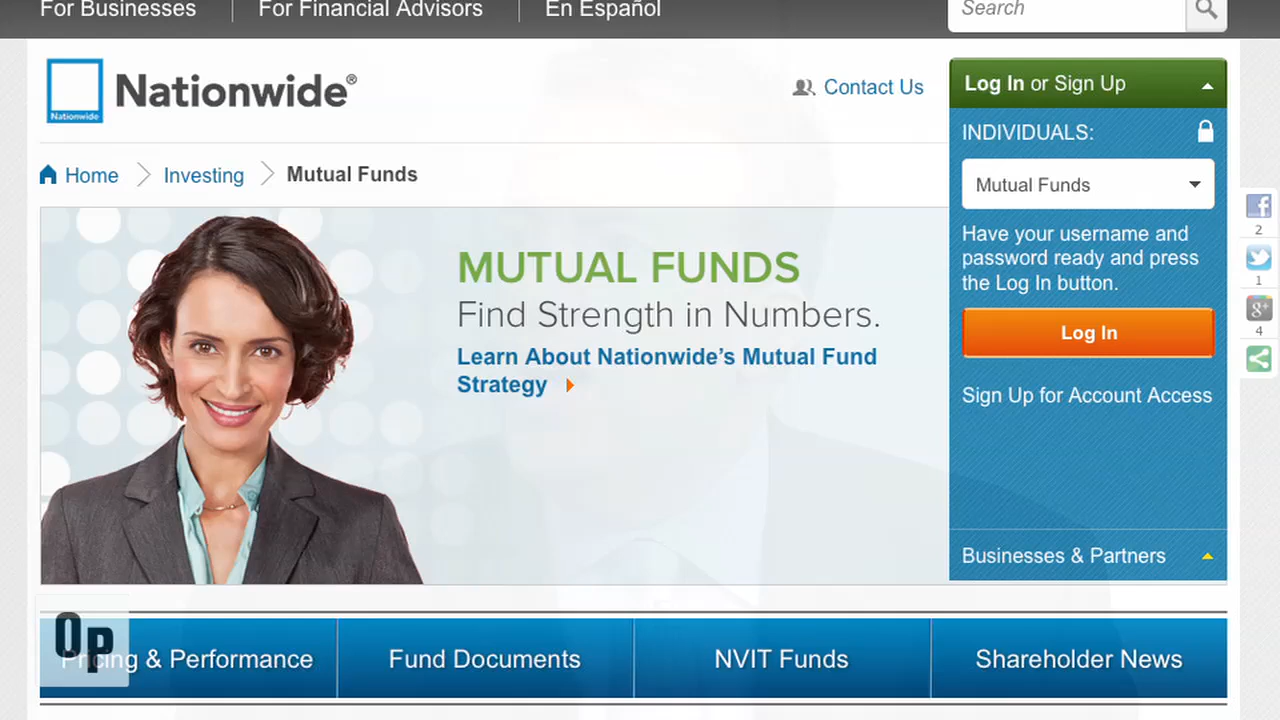 For Businesses
For Financial Advisors
En Español
Search
Nationwide
Nationwide®
Contact Us
Log In or Sign Up
INDIVIDUALS:
Mutual Funds
Have your username and
password ready and press
the Log In button.
Log In
Sign Up for Account Access
Businesses & Partners
Home
Investing
Mutual Funds
MUTUAL FUNDS
Find Strength in Numbers.
Learn About Nationwide’s Mutual Fund
Strategy
f
2
1
g+
4
Op
Pricing & Performance
Fund Documents
NVIT Funds
Shareholder News